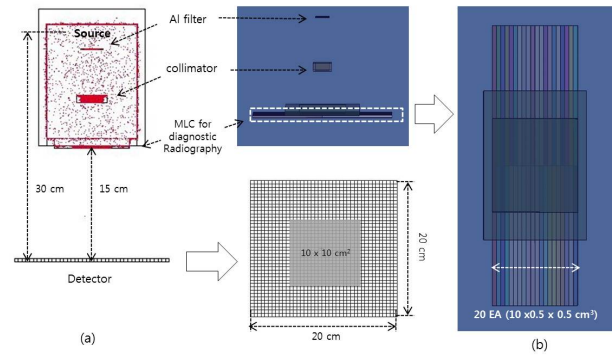 Source
Al filter
collimator
MLC for
diagnostic
Radiography
30 cm
15 cm
Detector
10 x 10 cm²
20 cm
20 cm
20 EA (10 x0.5 x 0.5 cm³)
(a)
(b)